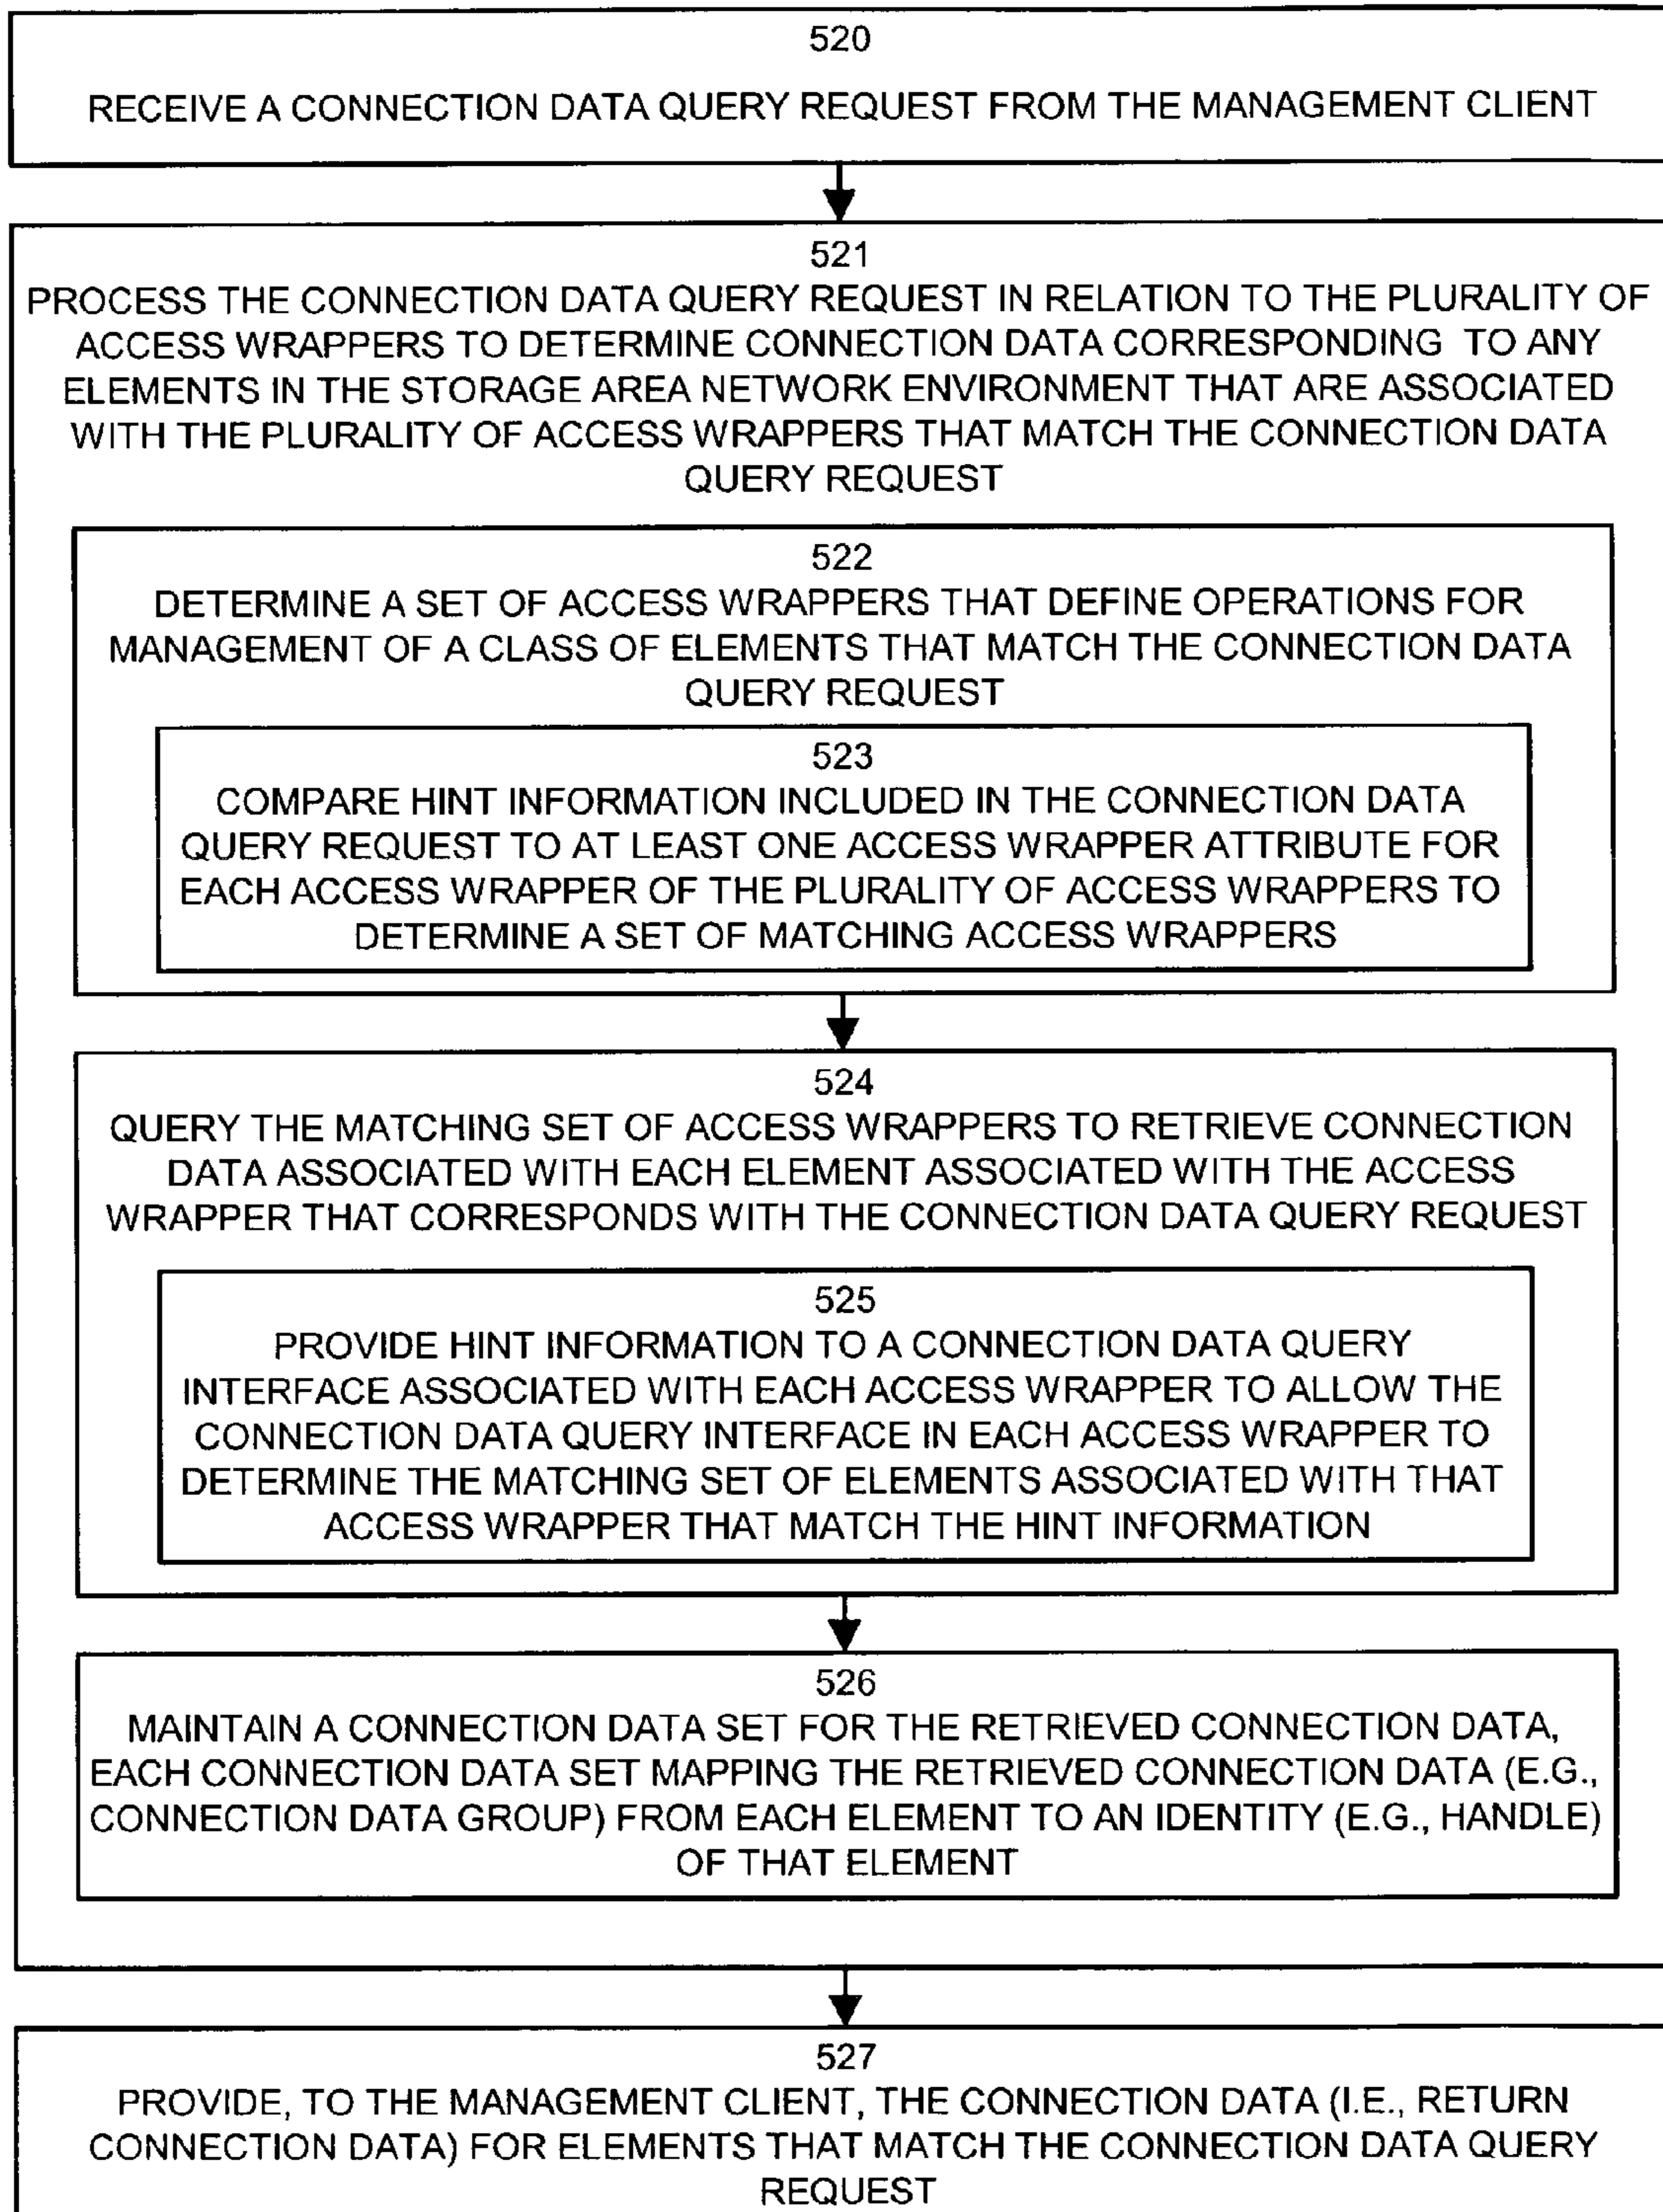 520
RECEIVE A CONNECTION DATA QUERY REQUEST FROM THE MANAGEMENT CLIENT
521
PROCESS THE CONNECTION DATA QUERY REQUEST IN RELATION TO THE PLURALITY OF
ACCESS WRAPPERS TO DETERMINE CONNECTION DATA CORRESPONDING TO ANY
ELEMENTS IN THE STORAGE AREA NETWORK ENVIRONMENT THAT ARE ASSOCIATED
WITH THE PLURALITY OF ACCESS WRAPPERS THAT MATCH THE CONNECTION DATA
QUERY REQUEST
522
DETERMINE A SET OF ACCESS WRAPPERS THAT DEFINE OPERATIONS FOR
MANAGEMENT OF A CLASS OF ELEMENTS THAT MATCH THE CONNECTION DATA
QUERY REQUEST
523
COMPARE HINT INFORMATION INCLUDED IN THE CONNECTION DATA
QUERY REQUEST TO AT LEAST ONE ACCESS WRAPPER ATTRIBUTE FOR
EACH ACCESS WRAPPER OF THE PLURALITY OF ACCESS WRAPPERS TO
DETERMINE A SET OF MATCHING ACCESS WRAPPERS
524
QUERY THE MATCHING SET OF ACCESS WRAPPERS TO RETRIEVE CONNECTION
DATA ASSOCIATED WITH EACH ELEMENT ASSOCIATED WITH THE ACCESS
WRAPPER THAT CORRESPONDS WITH THE CONNECTION DATA QUERY REQUEST
525
PROVIDE HINT INFORMATION TO A CONNECTION DATA QUERY
INTERFACE ASSOCIATED WITH EACH ACCESS WRAPPER TO ALLOW THE
CONNECTION DATA QUERY INTERFACE IN EACH ACCESS WRAPPER TO
DETERMINE THE MATCHING SET OF ELEMENTS ASSOCIATED WITH THAT
ACCESS WRAPPER THAT MATCH THE HINT INFORMATION
526
MAINTAIN A CONNECTION DATA SET FOR THE RETRIEVED CONNECTION DATA,
EACH CONNECTION DATA SET MAPPING THE RETRIEVED CONNECTION DATA (E.G.,
CONNECTION DATA GROUP) FROM EACH ELEMENT TO AN IDENTITY (E.G., HANDLE)
OF THAT ELEMENT
527
PROVIDE, TO THE MANAGEMENT CLIENT, THE CONNECTION DATA (I.E., RETURN
CONNECTION DATA) FOR ELEMENTS THAT MATCH THE CONNECTION DATA QUERY
REQUEST